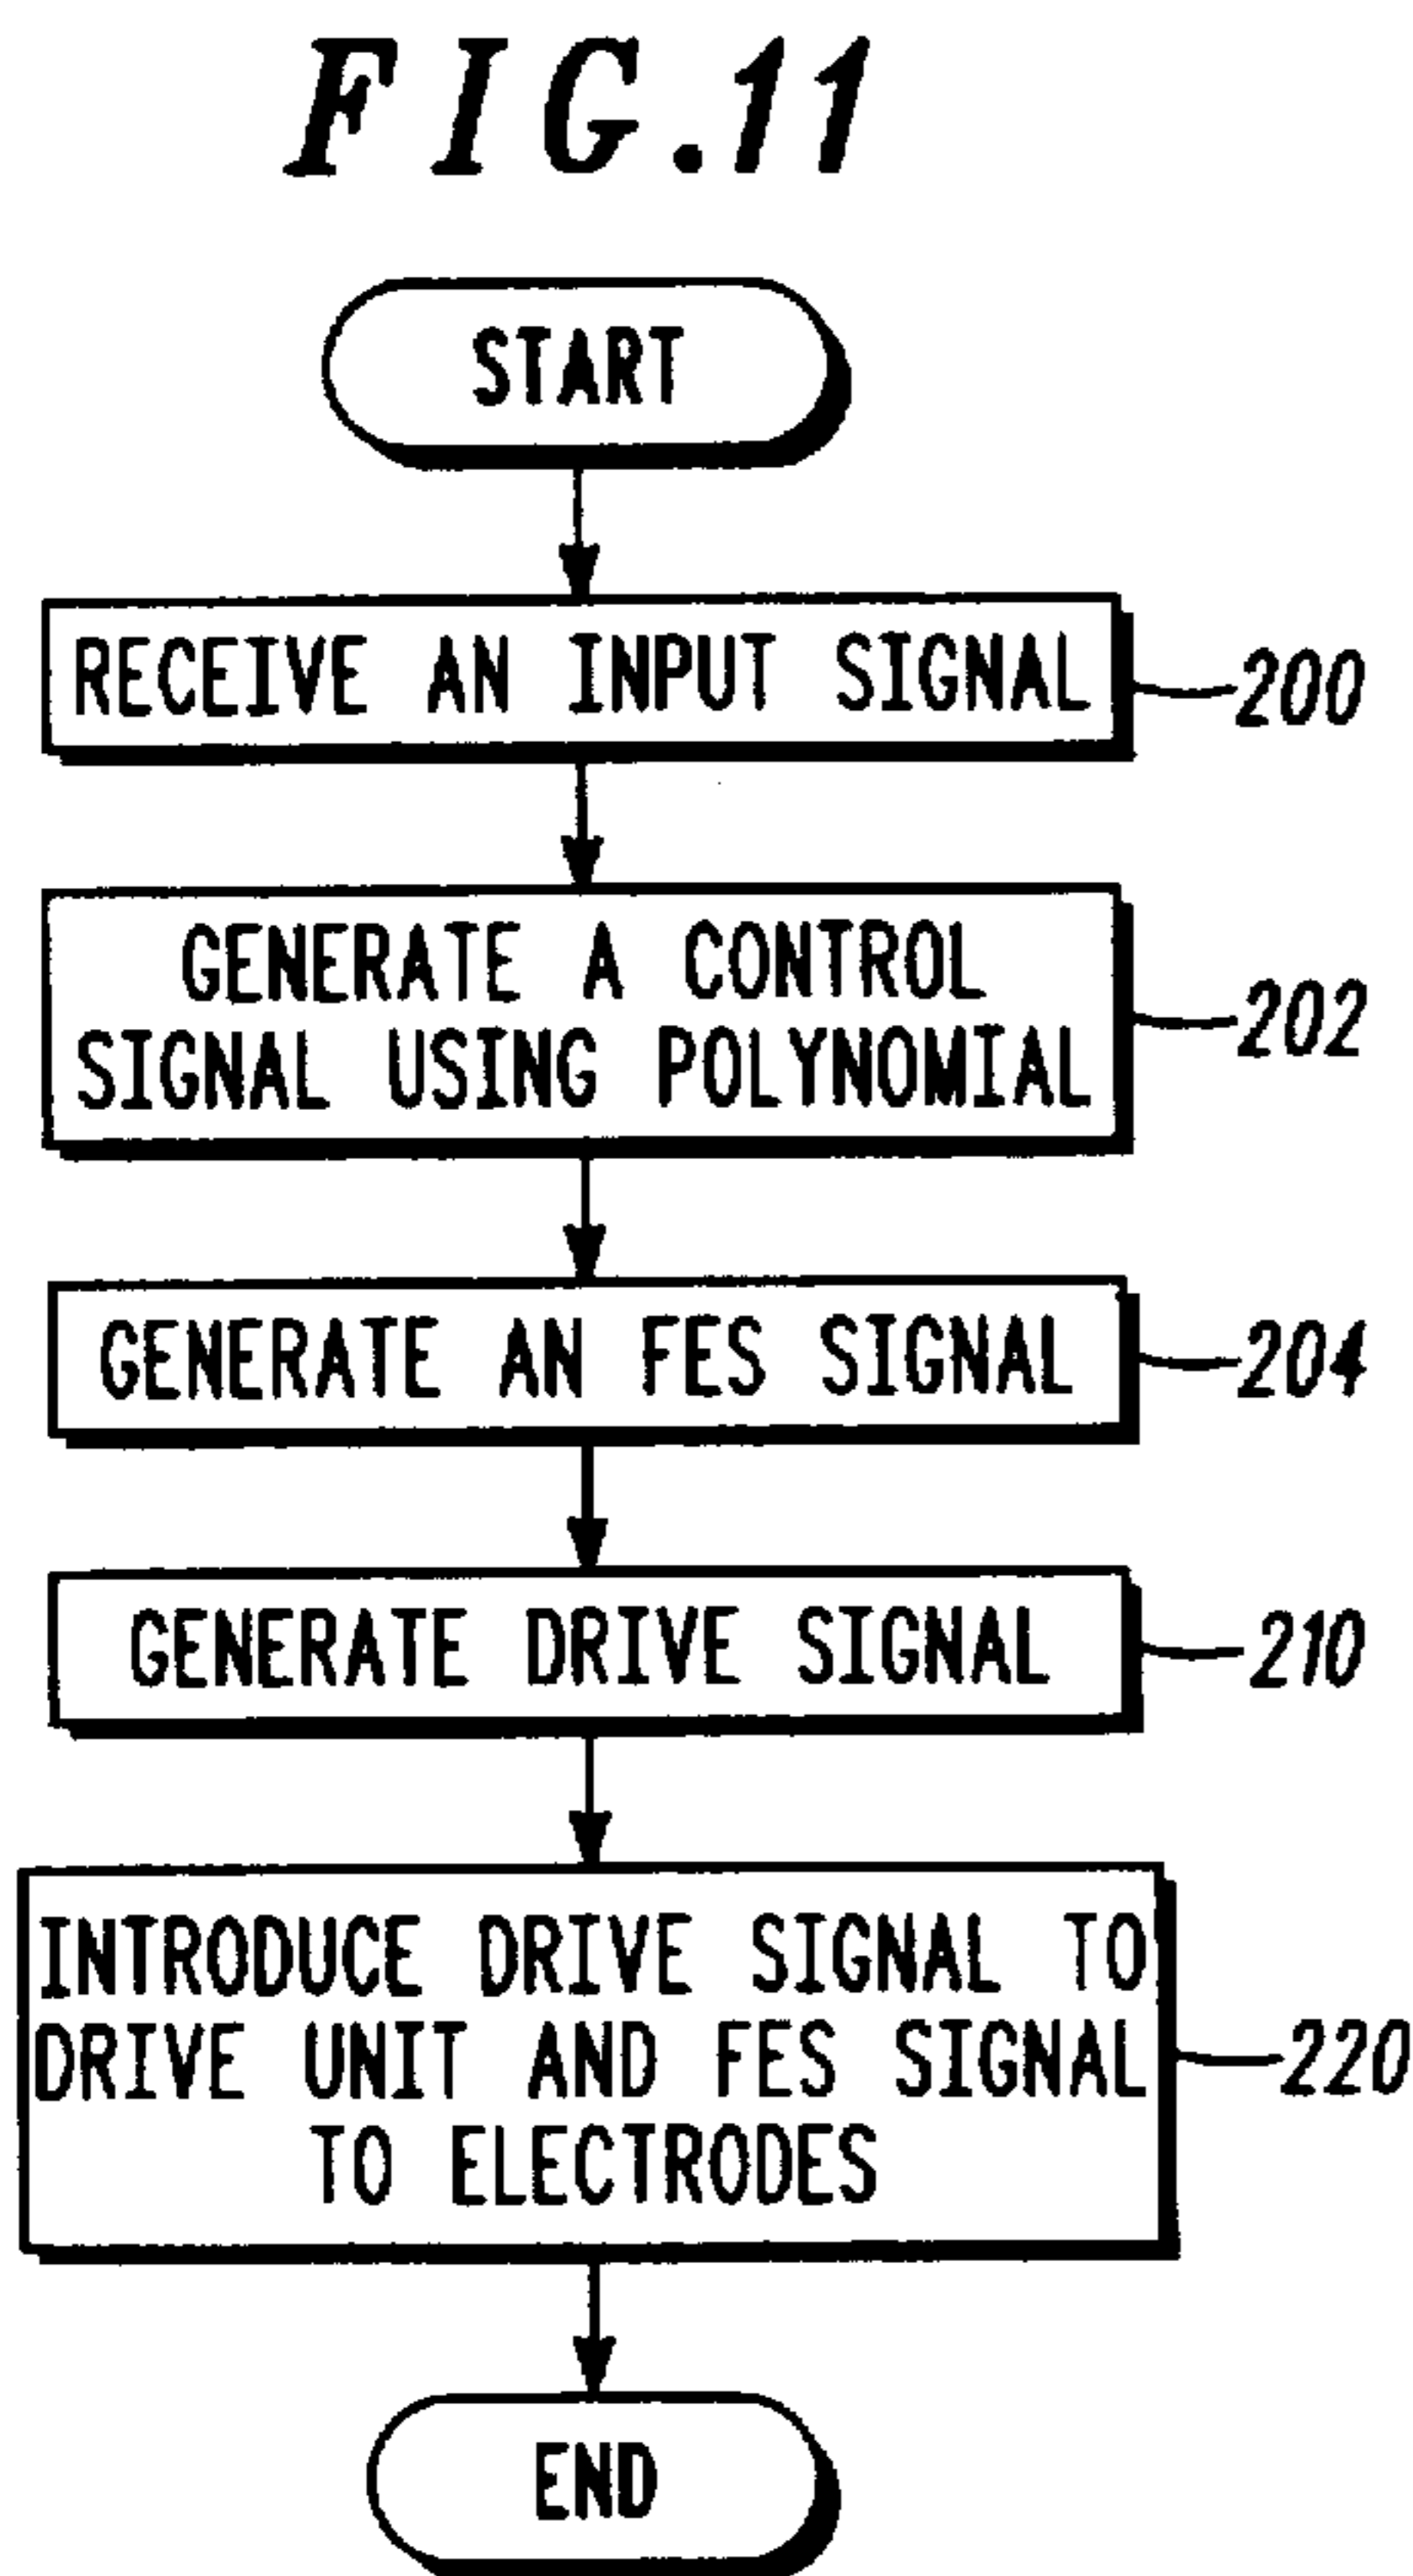 FIG.11
START
RECEIVE AN INPUT SIGNAL
200
GENERATE A CONTROL
SIGNAL USING POLYNOMIAL
202
GENERATE AN FES SIGNAL
204
GENERATE DRIVE SIGNAL
210
INTRODUCE DRIVE SIGNAL TO
DRIVE UNIT AND FES SIGNAL
TO ELECTRODES
220
END